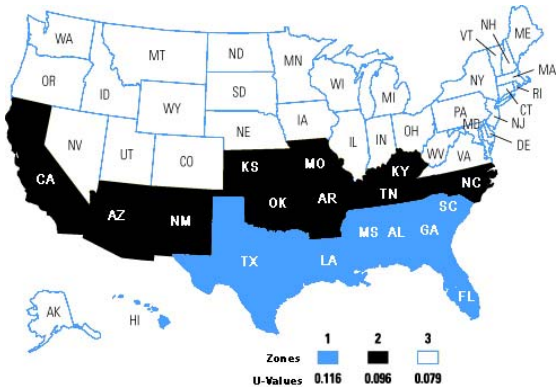 NH
VT
ME
WA
MT
ND
MN
MA
OR
ID
SD
WI
MI
NY
RI
CT
WY
IA
PA
NJ
NE
OH
MD
DE
NV
UT
CO
IL
IN
WV
VA
KS
MO
KY
CA
NC
TN
AZ
NM
OK
AR
SC
MS
AL
GA
TX
LA
FL
AK
HI
1 2 3
Zones
U-Values 0.116 0.096 0.079